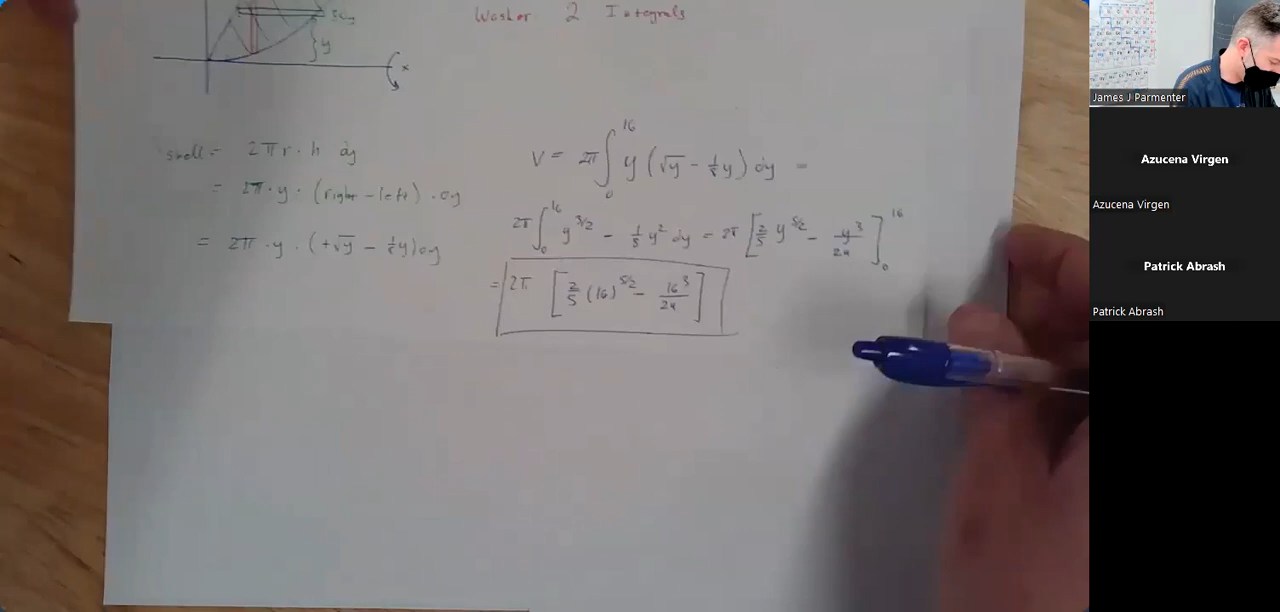 Washer 2 Integrals
y
x
shell = 2π r · h dy
= 2π · y · (right - left) · dy
= 2π · y · (+√y - ⅛y) dy
V = 2π ∫₀¹⁶ y (√y - ⅛y) dy =
2π ∫₀¹⁶ y^(3/2) - ⅛ y² dy = 2π [2/5 y^(5/2) - y³/24]₀¹⁶
= 2π [2/5 (16)^(5/2) - 16³/24]
James J Parmenter
Azucena Virgen
Azucena Virgen
Patrick Abrash
Patrick Abrash